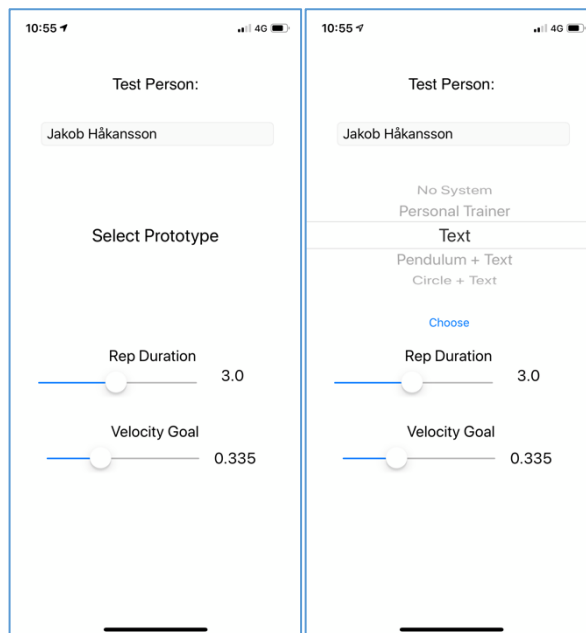 10:55
4G
Test Person:
Jakob Håkansson
Select Prototype
Rep Duration
3.0
Velocity Goal
0.335
10:55
4G
Test Person:
Jakob Håkansson
No System
Personal Trainer
Text
Pendulum + Text
Circle + Text
Choose
Rep Duration
3.0
Velocity Goal
0.335